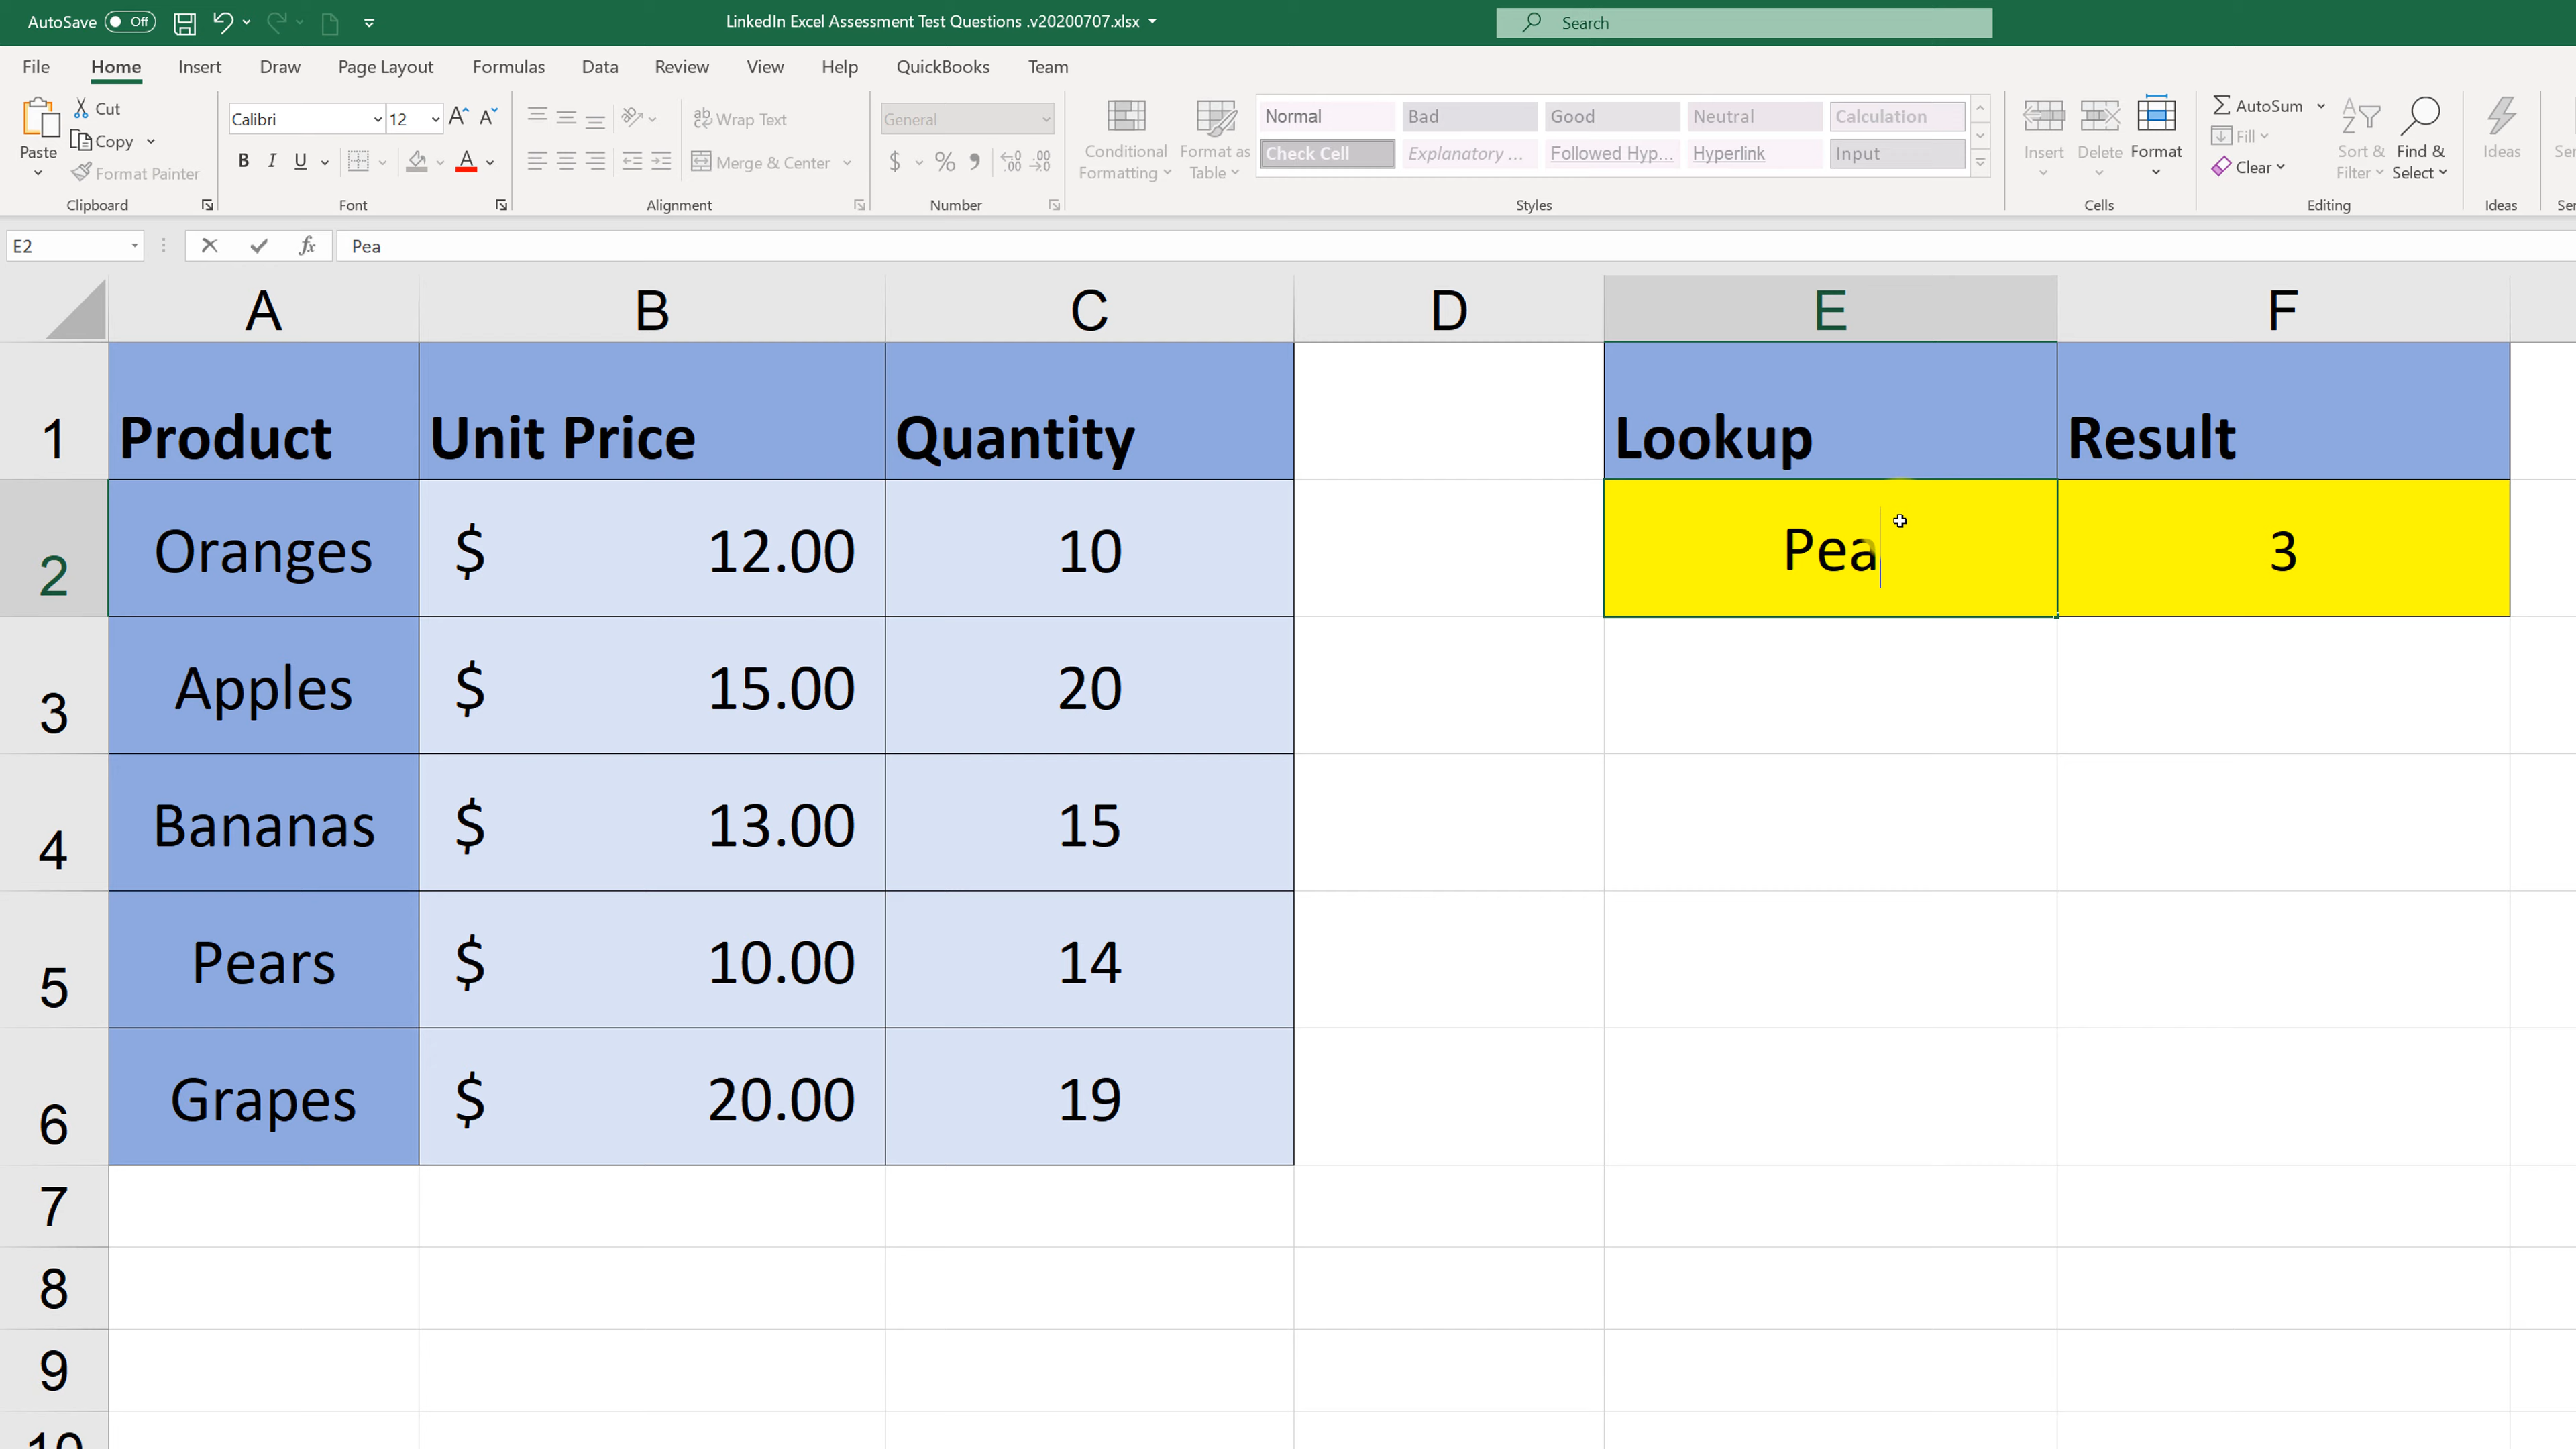 AutoSave Off LinkedIn Excel Assessment Test Questions .v20200707.xlsx Search
File Home Insert Draw Page Layout Formulas Data Review View Help QuickBooks Team
Paste
Cut
Copy
Format Painter
Clipboard
Calibri 12
B I U A
Font
Wrap Text
Merge & Center
Alignment
General
$ % 9
Number
Conditional Formatting
Format as Table
Normal Bad Good Neutral Calculation
Check Cell Explanatory ... Followed Hyp... Hyperlink Input
Styles
Insert Delete Format
Cells
AutoSum
Fill
Clear
Sort & Filter
Find & Select
Editing
Ideas
Ideas
E2 fx Pea
A B C D E F
1 Product Unit Price Quantity Lookup Result
2 Oranges $ 12.00 10 Pea 3
3 Apples $ 15.00 20
4 Bananas $ 13.00 15
5 Pears $ 10.00 14
6 Grapes $ 20.00 19
7
8
9
10